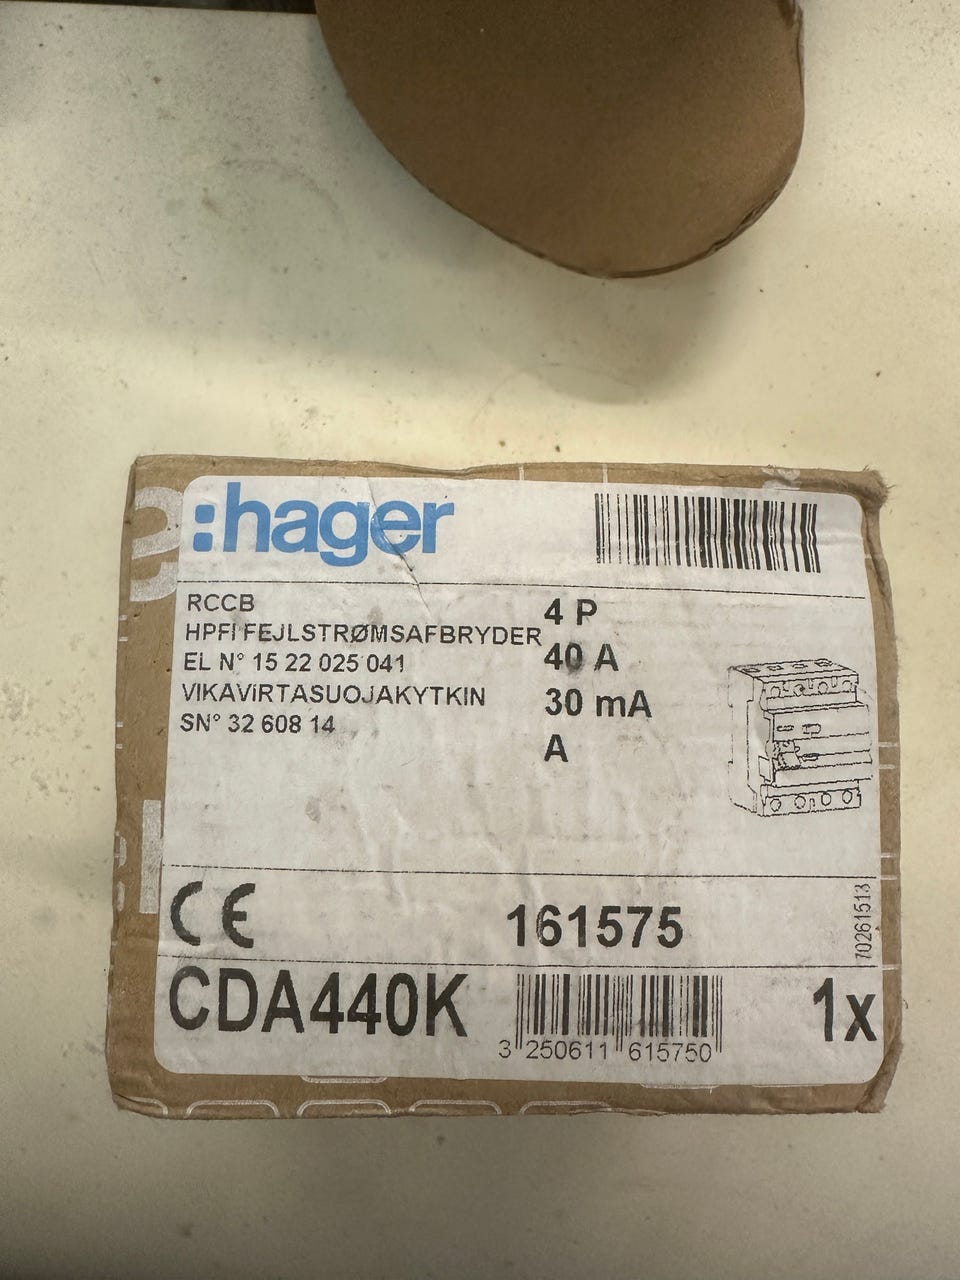 :hager
RCCB
HPFI FEJLSTRØMSAFBRYDER
EL N° 15 22 025 041
VIKAVIRTASUOJAKYTKIN
SN° 32 608 14
4 P
40 A
30 mA
A
CE
161575
70261513
CDA440K
3 250611 615750
1x